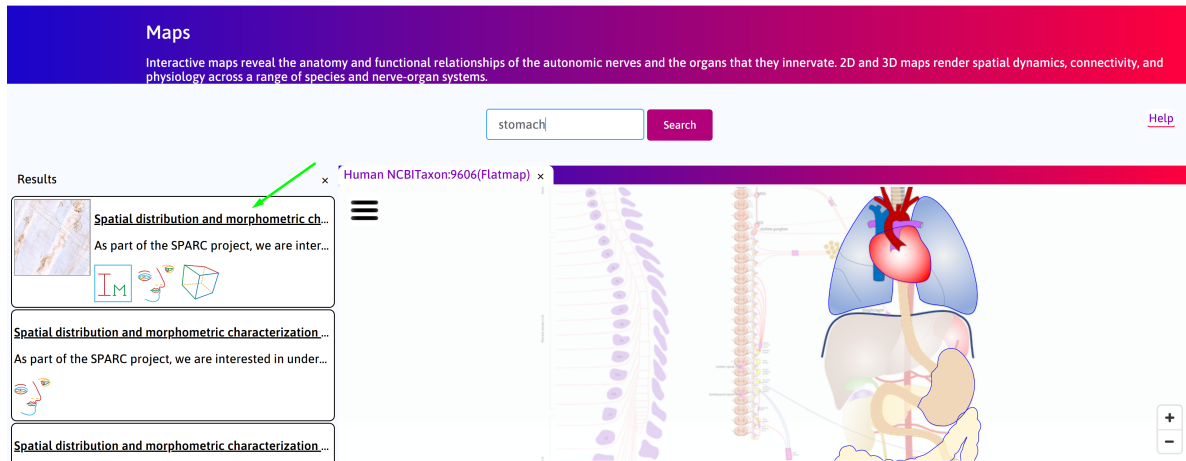 Maps
Interactive maps reveal the anatomy and functional relationships of the autonomic nerves and the organs that they innervate. 2D and 3D maps render spatial dynamics, connectivity, and
physiology across a range of species and nerve-organ systems.
stomach
Search
Help
Results
×
Human NCBITaxon:9606(Flatmap) ×
Spatial distribution and morphometric ch...
As part of the SPARC project, we are inter...
IM
Spatial distribution and morphometric characterization ...
As part of the SPARC project, we are interested in under...
Spatial distribution and morphometric characterization ...
+
−